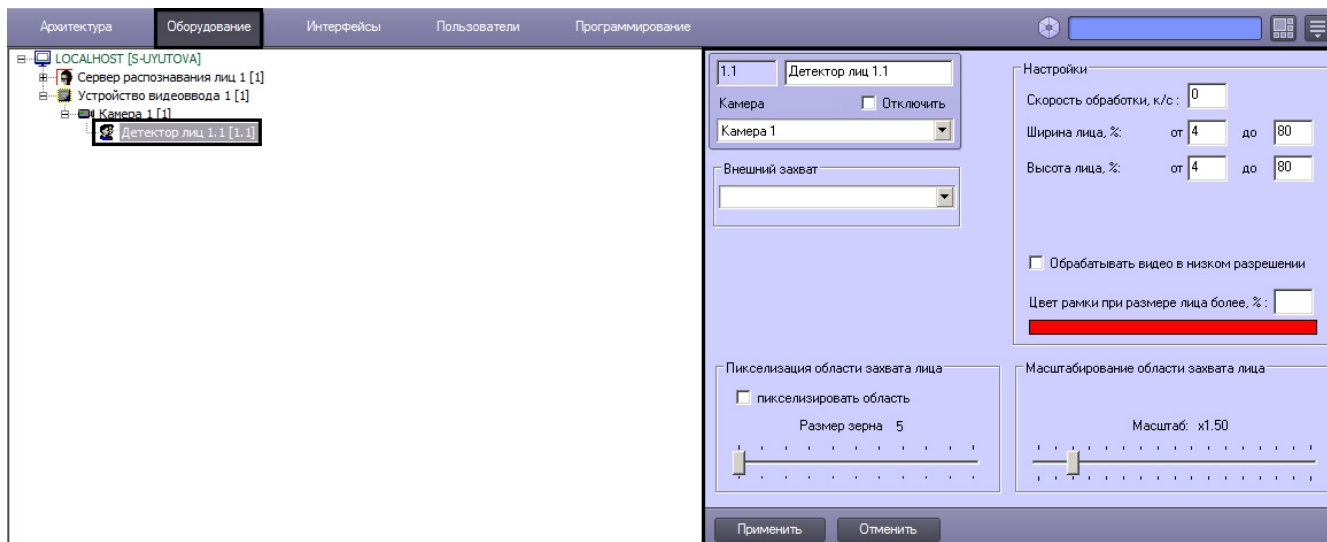 Архитектура Оборудование Интерфейсы Пользователи Программирование
LOCALHOST [S-UYUTOVA]
Сервер распознавания лиц 1 [1]
Устройство видеоввода 1 [1]
Камера 1 [1]
Детектор лиц 1.1 [1.1]
1.1 Детектор лиц 1.1
Камера Отключить
Камера 1
Внешний захват
Настройки
Скорость обработки, к/с : 0
Ширина лица, %: от 4 до 80
Высота лица, %: от 4 до 80
Обрабатывать видео в низком разрешении
Цвет рамки при размере лица более, % :
Пикселизация области захвата лица
пикселизировать область
Размер зерна 5
Масштабирование области захвата лица
Масштаб: x1.50
Применить Отменить